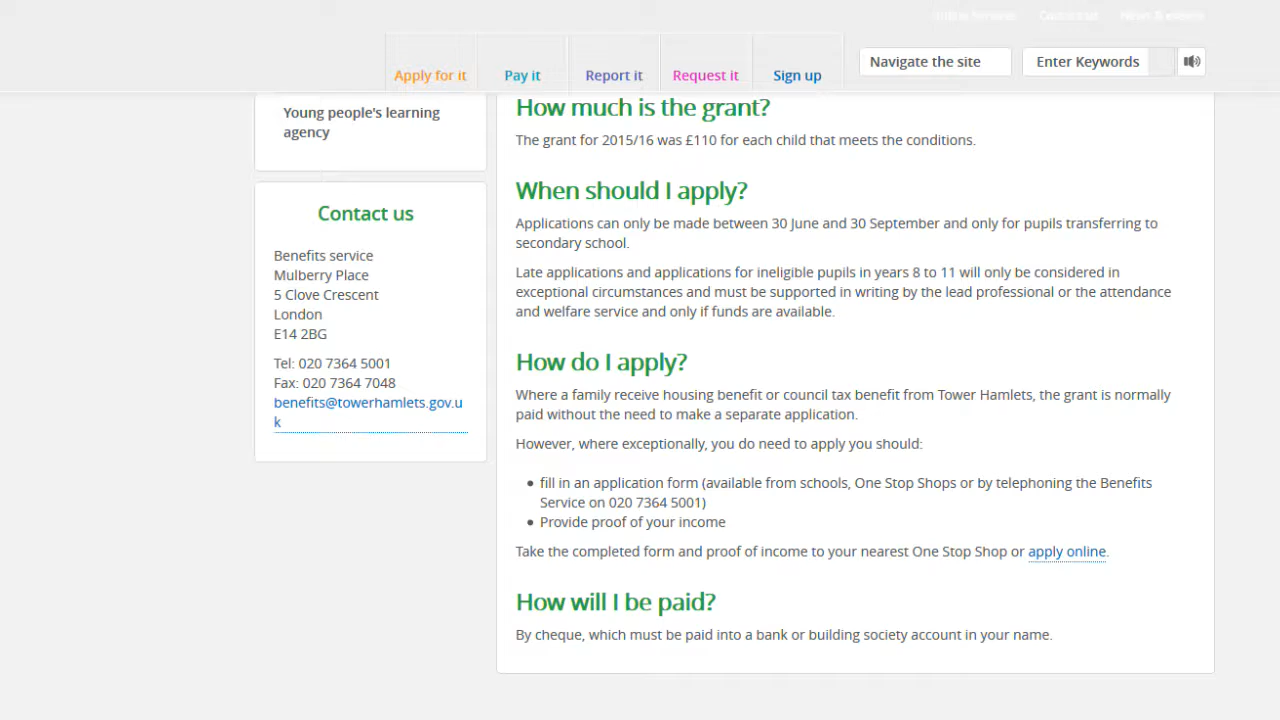 Contact us
News & events
Apply for it
Pay it
Report it
Request it
Sign up
Navigate the site
Enter Keywords
Young people's learning
agency
Contact us
Benefits service
Mulberry Place
5 Clove Crescent
London
E14 2BG
Tel: 020 7364 5001
Fax: 020 7364 7048
benefits@towerhamlets.gov.u
k
How much is the grant?
The grant for 2015/16 was £110 for each child that meets the conditions.
When should I apply?
Applications can only be made between 30 June and 30 September and only for pupils transferring to
secondary school.
Late applications and applications for ineligible pupils in years 8 to 11 will only be considered in
exceptional circumstances and must be supported in writing by the lead professional or the attendance
and welfare service and only if funds are available.
How do I apply?
Where a family receive housing benefit or council tax benefit from Tower Hamlets, the grant is normally
paid without the need to make a separate application.
However, where exceptionally, you do need to apply you should:
fill in an application form (available from schools, One Stop Shops or by telephoning the Benefits
Service on 020 7364 5001)
Provide proof of your income
Take the completed form and proof of income to your nearest One Stop Shop or apply online.
How will I be paid?
By cheque, which must be paid into a bank or building society account in your name.